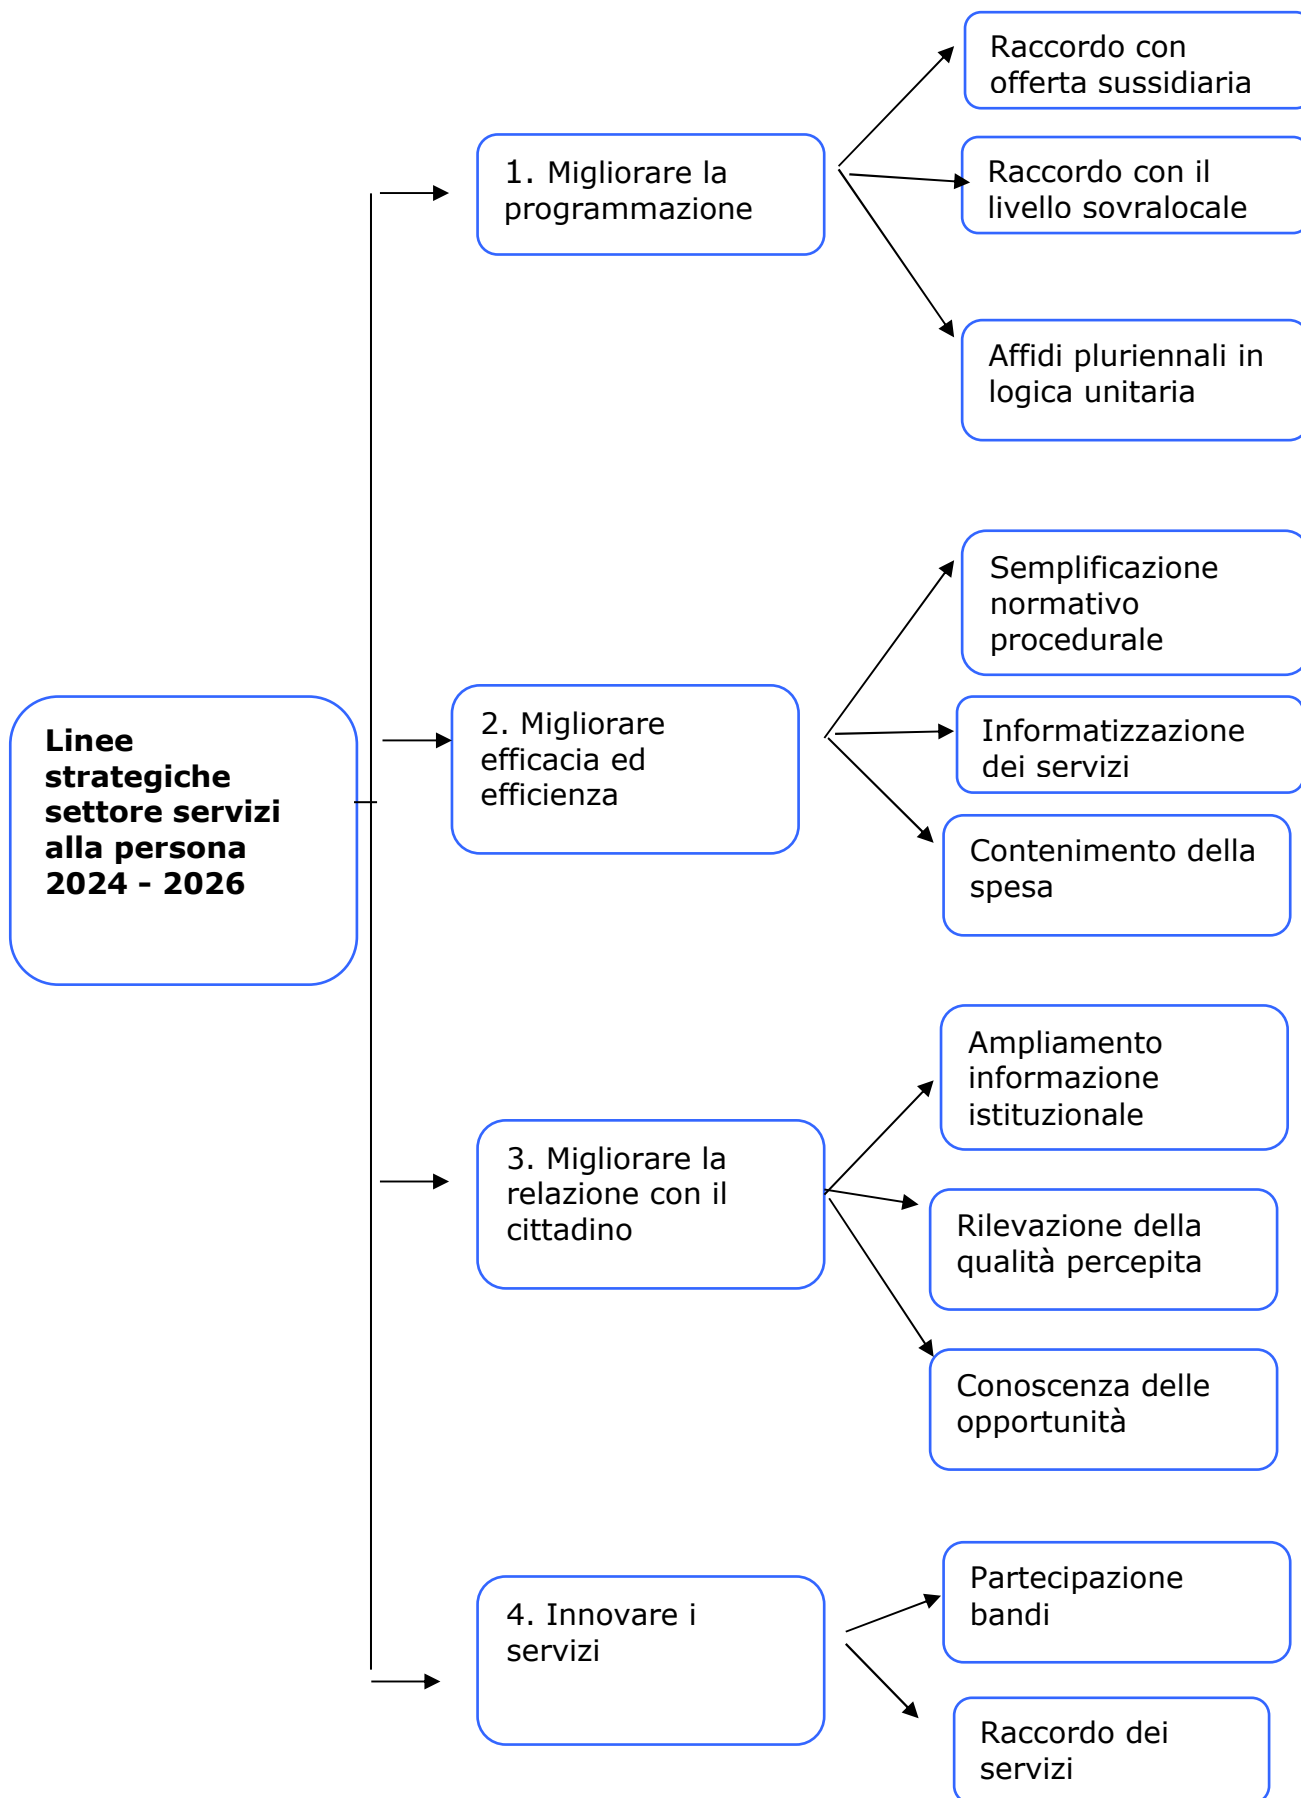 Linee
strategiche
settore servizi
alla persona
2024 - 2026
1. Migliorare la
programmazione
Raccordo con
offerta sussidiaria
Raccordo con il
livello sovralocale
Affidi pluriennali in
logica unitaria
2. Migliorare
efficacia ed
efficienza
Semplificazione
normativo
procedurale
Informatizzazione
dei servizi
Contenimento della
spesa
3. Migliorare la
relazione con il
cittadino
Ampliamento
informazione
istituzionale
Rilevazione della
qualità percepita
Conoscenza delle
opportunità
4. Innovare i
servizi
Partecipazione
bandi
Raccordo dei
servizi